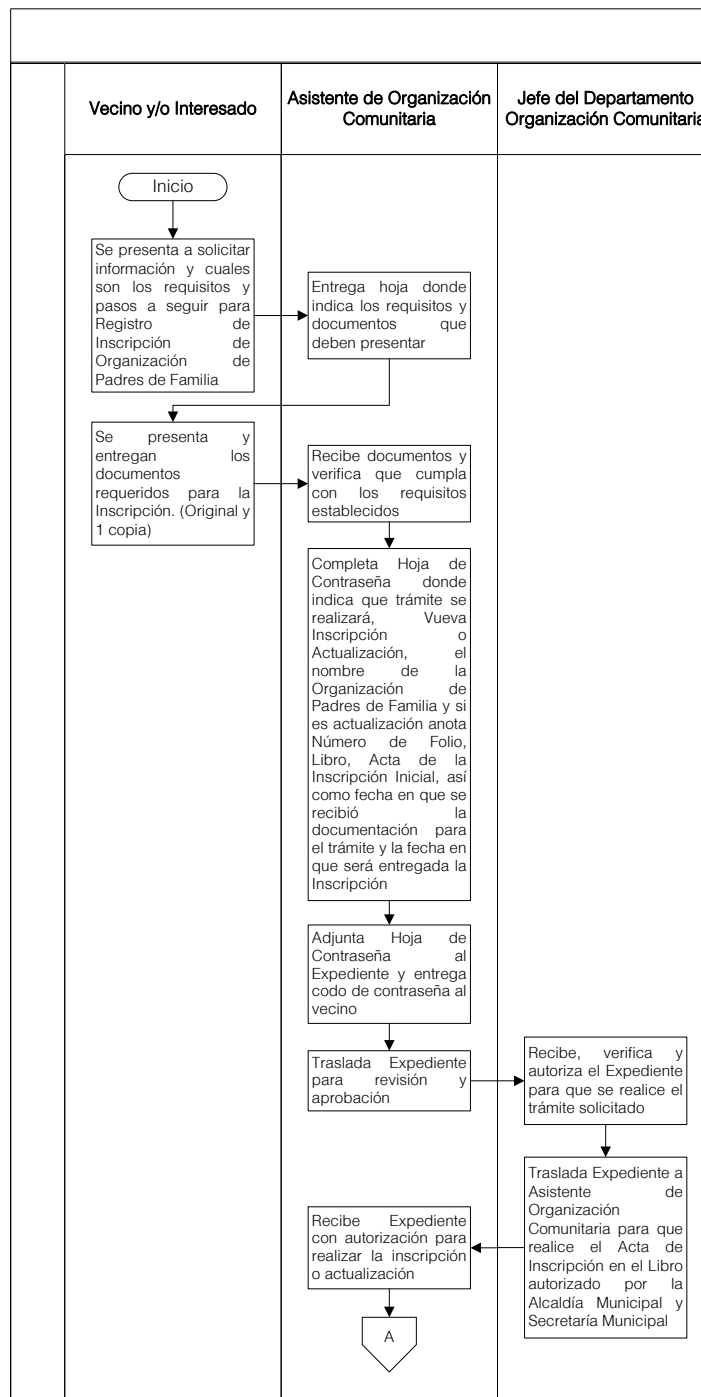 Vecino y/o Interesado
Asistente de Organización
Comunitaria
Jefe del Departamento
Organización Comunitaria
Inicio
Se presenta a solicitar
información y cuales
son los requisitos y
pasos a seguir para
Registro de
Inscripción de
Organización de
Padres de Familia
Entrega hoja donde
indica los requisitos y
documentos que
deben presentar
Se presenta y
entregan los
documentos
requeridos para la
Inscripción. (Original y
1 copia)
Recibe documentos y
verifica que cumpla
con los requisitos
establecidos
Completa Hoja de
Contraseña donde
indica que trámite se
realizará, Vueva
Inscripción o
Actualización, el
nombre de la
Organización de
Padres de Familia y si
es actualización anota
Número de Folio,
Libro, Acta de la
Inscripción Inicial, así
como fecha en que se
recibió la
documentación para
el trámite y la fecha en
que será entregada la
Inscripción
Adjunta Hoja de
Contraseña al
Expediente y entrega
codo de contraseña al
vecino
Traslada Expediente
para revisión y
aprobación
Recibe, verifica y
autoriza el Expediente
para que se realice el
trámite solicitado
Traslada Expediente a
Asistente de
Organización
Comunitaria para que
realice el Acta de
Inscripción en el Libro
autorizado por la
Alcaldía Municipal y
Secretaría Municipal
Recibe Expediente
con autorización para
realizar la inscripción
o actualización
A